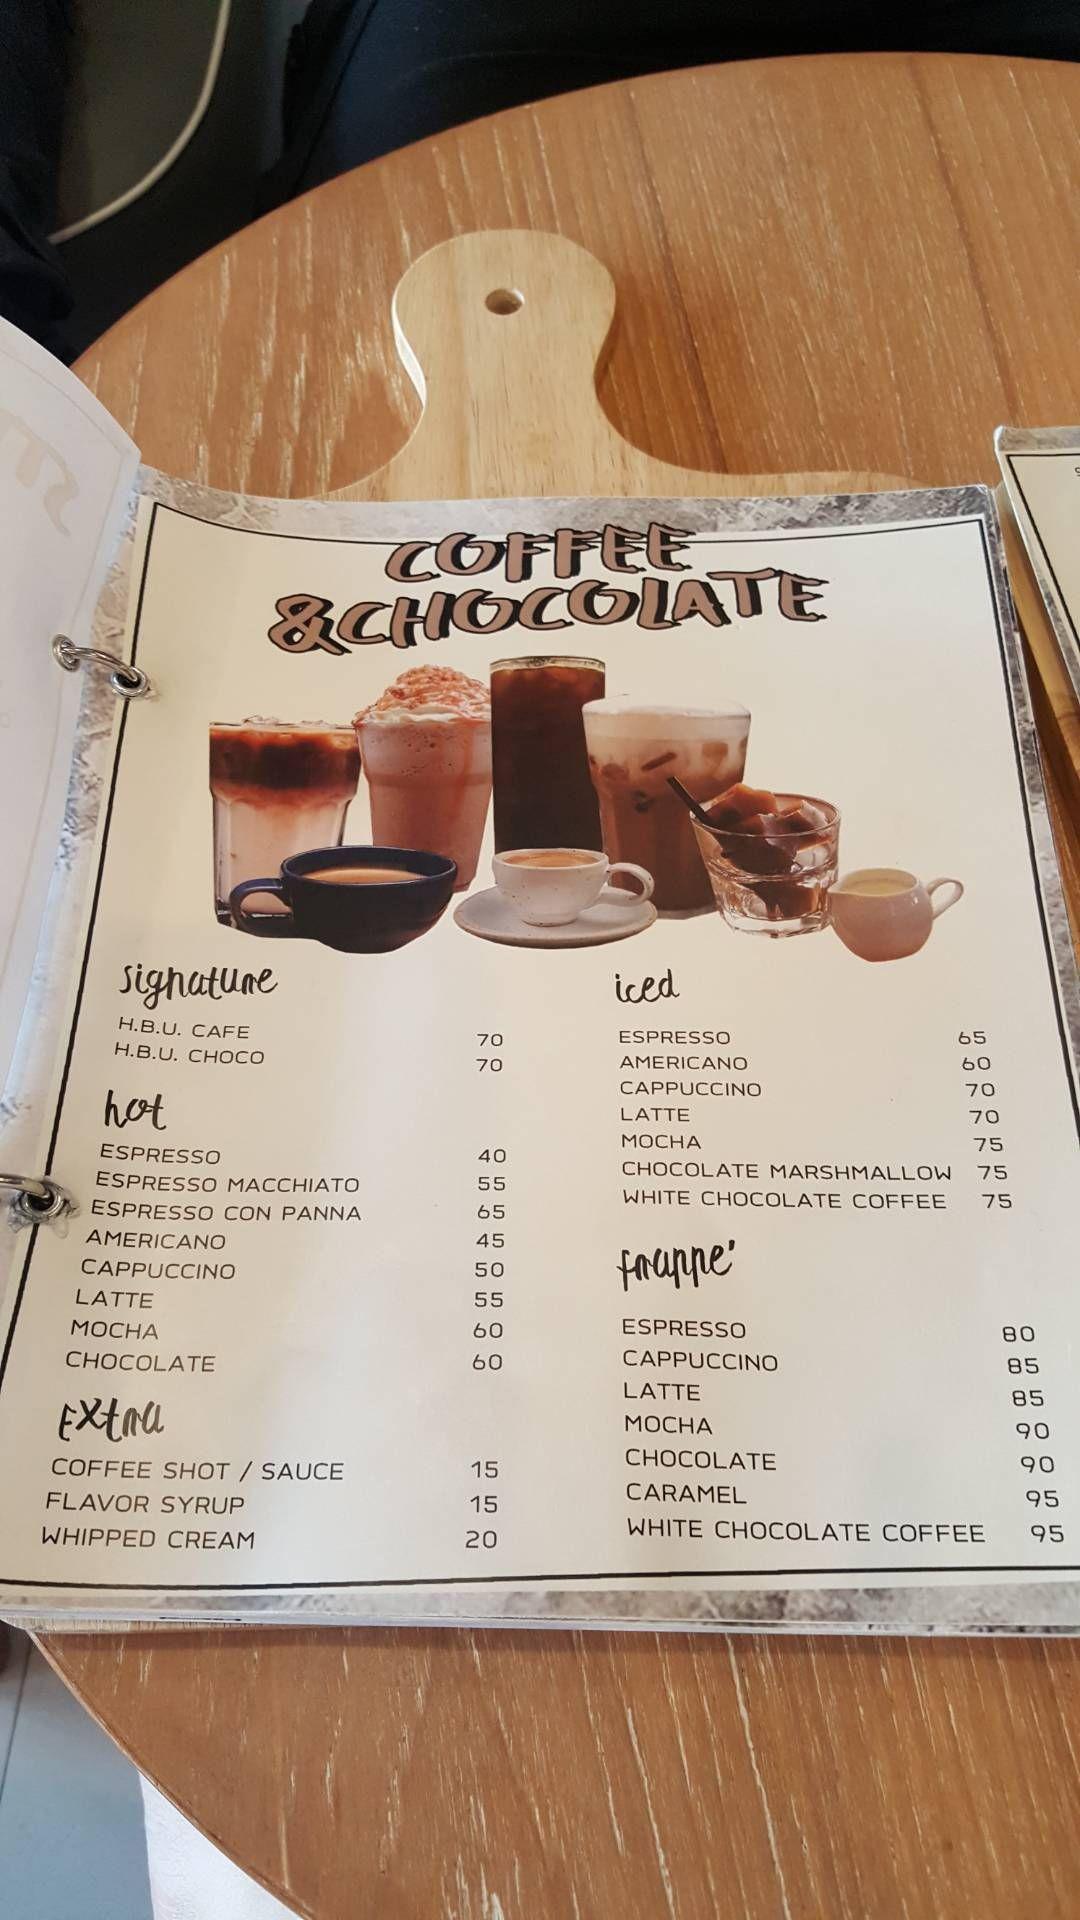 COFFEE
&CHOCOLATE
signature
H.B.U. CAFE 70
H.B.U. CHOCO 70
hot
ESPRESSO 40
ESPRESSO MACCHIATO 55
ESPRESSO CON PANNA 65
AMERICANO 45
CAPPUCCINO 50
LATTE 55
MOCHA 60
CHOCOLATE 60
Extra
COFFEE SHOT / SAUCE 15
FLAVOR SYRUP 15
WHIPPED CREAM 20
iced
ESPRESSO 65
AMERICANO 60
CAPPUCCINO 70
LATTE 70
MOCHA 75
CHOCOLATE MARSHMALLOW 75
WHITE CHOCOLATE COFFEE 75
frappe'
ESPRESSO 80
CAPPUCCINO 85
LATTE 85
MOCHA 90
CHOCOLATE 90
CARAMEL 95
WHITE CHOCOLATE COFFEE 95